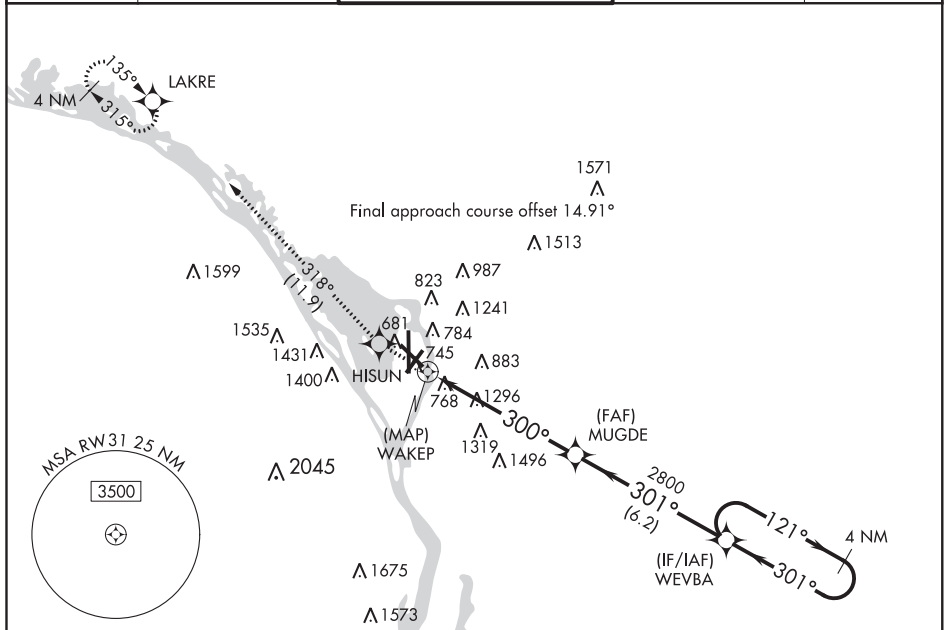 135°
LAKRE
4 NM
315°
1571
Final approach course offset 14.91°
1513
318°
(11.9)
1599
987
823
1241
1535
681
784
1431
745
883
1400
HISUN
768
1296
300°
(FAF)
MUGDE
(MAP)
WAKEP
1319
1496
MSA RW31 25 NM
3500
2045
2800
301°
(6.2)
121°
4 NM
(IF/IAF)
WEVBA
301°
1675
1573